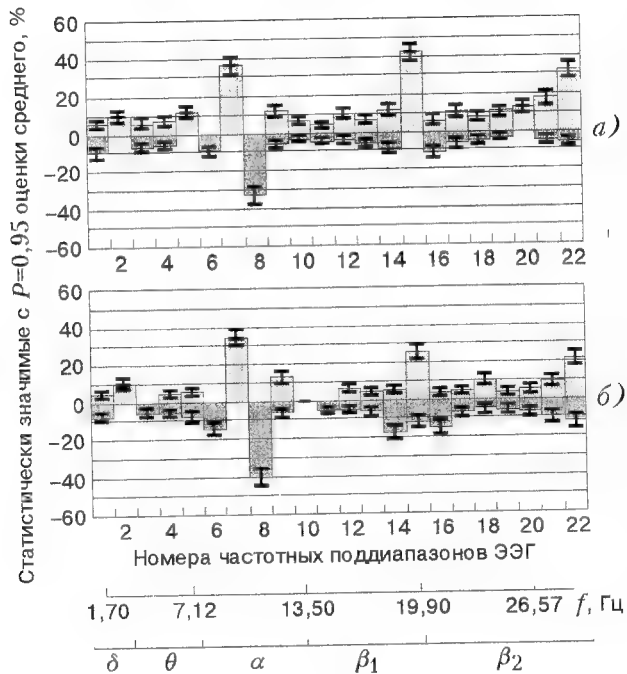 Статистически значимые с P=0,95 оценки среднего, %
60
40
20
0
−20
−40
−60
2 4 6 8 10 12 14 16 18 20 22
а)
60
40
20
0
−20
−40
−60
2 4 6 8 10 12 14 16 18 20 22
б)
Номера частотных поддиапазонов ЭЭГ
1,70 7,12 13,50 19,90 26,57 f, Гц
δ θ α β1 β2